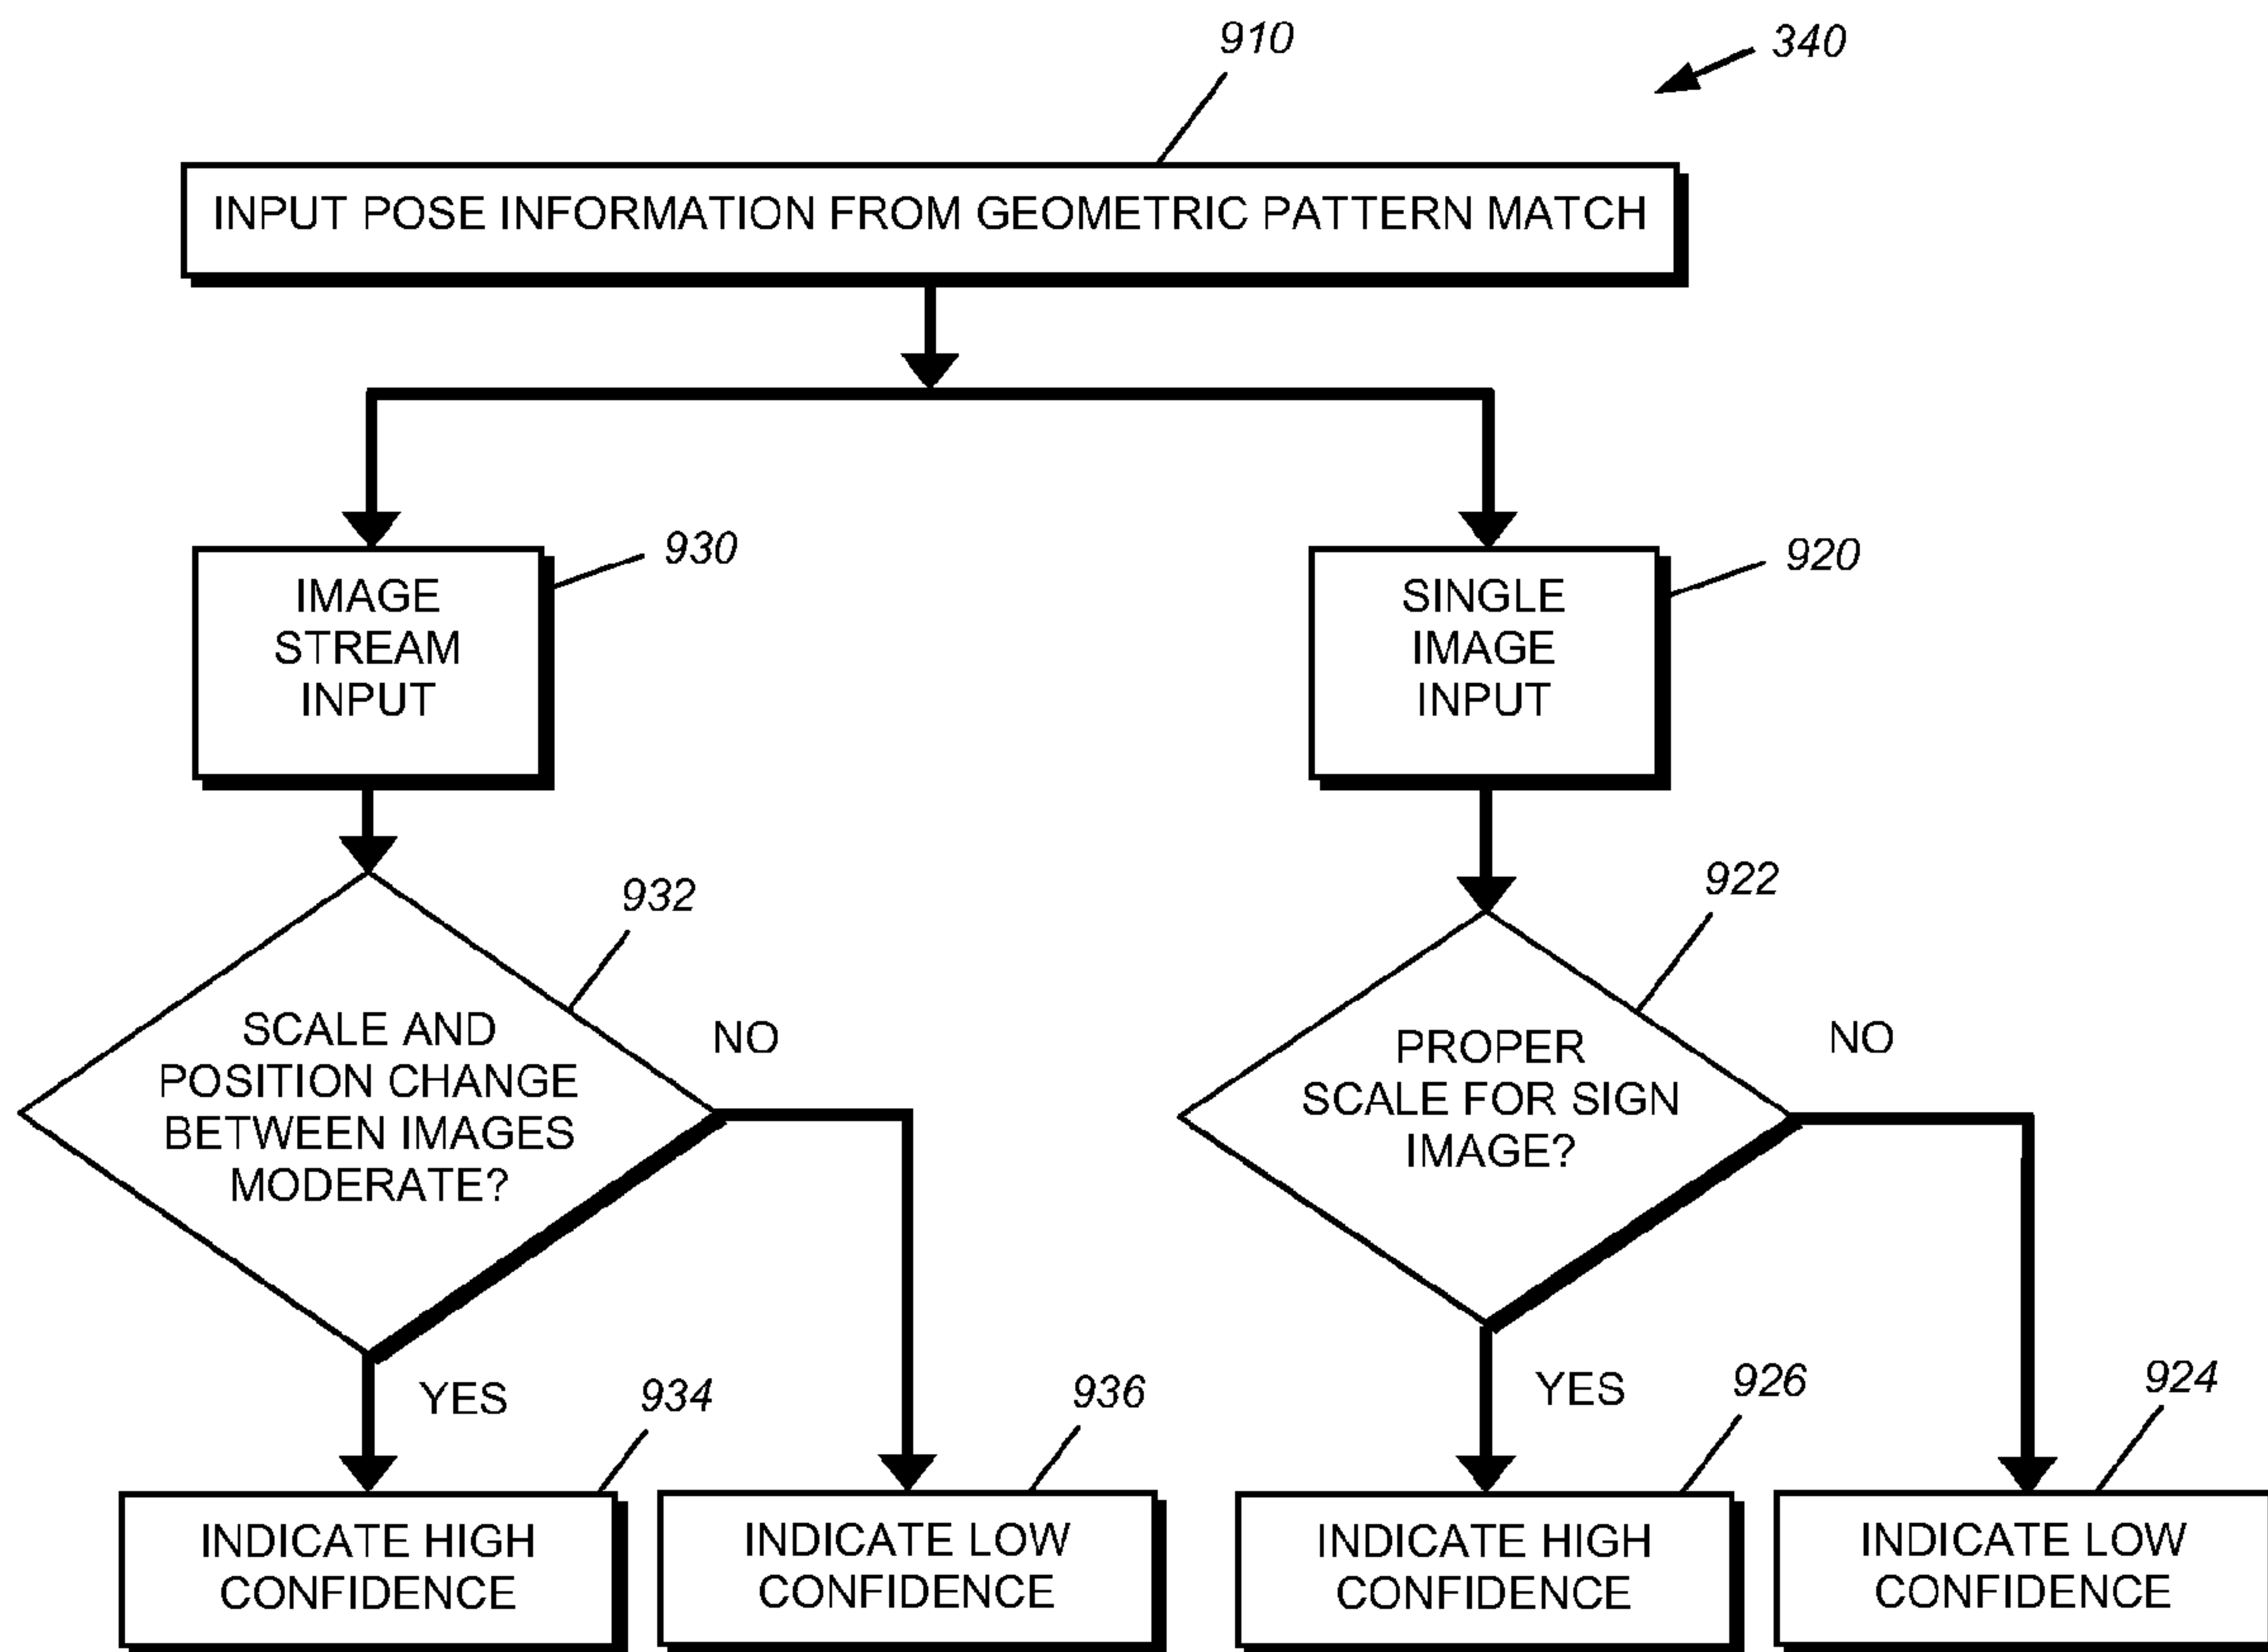 910
340
INPUT POSE INFORMATION FROM GEOMETRIC PATTERN MATCH
IMAGE
STREAM
INPUT
930
SINGLE
IMAGE
INPUT
920
932
SCALE AND
POSITION CHANGE
BETWEEN IMAGES
MODERATE?
NO
YES
922
PROPER
SCALE FOR SIGN
IMAGE?
NO
YES
934
INDICATE HIGH
CONFIDENCE
936
INDICATE LOW
CONFIDENCE
926
INDICATE HIGH
CONFIDENCE
924
INDICATE LOW
CONFIDENCE